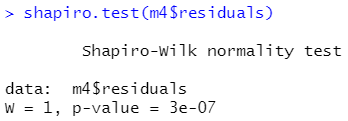 > shapiro.test(m4$residuals)
Shapiro-Wilk normality test
data:  m4$residuals
W = 1, p-value = 3e-07